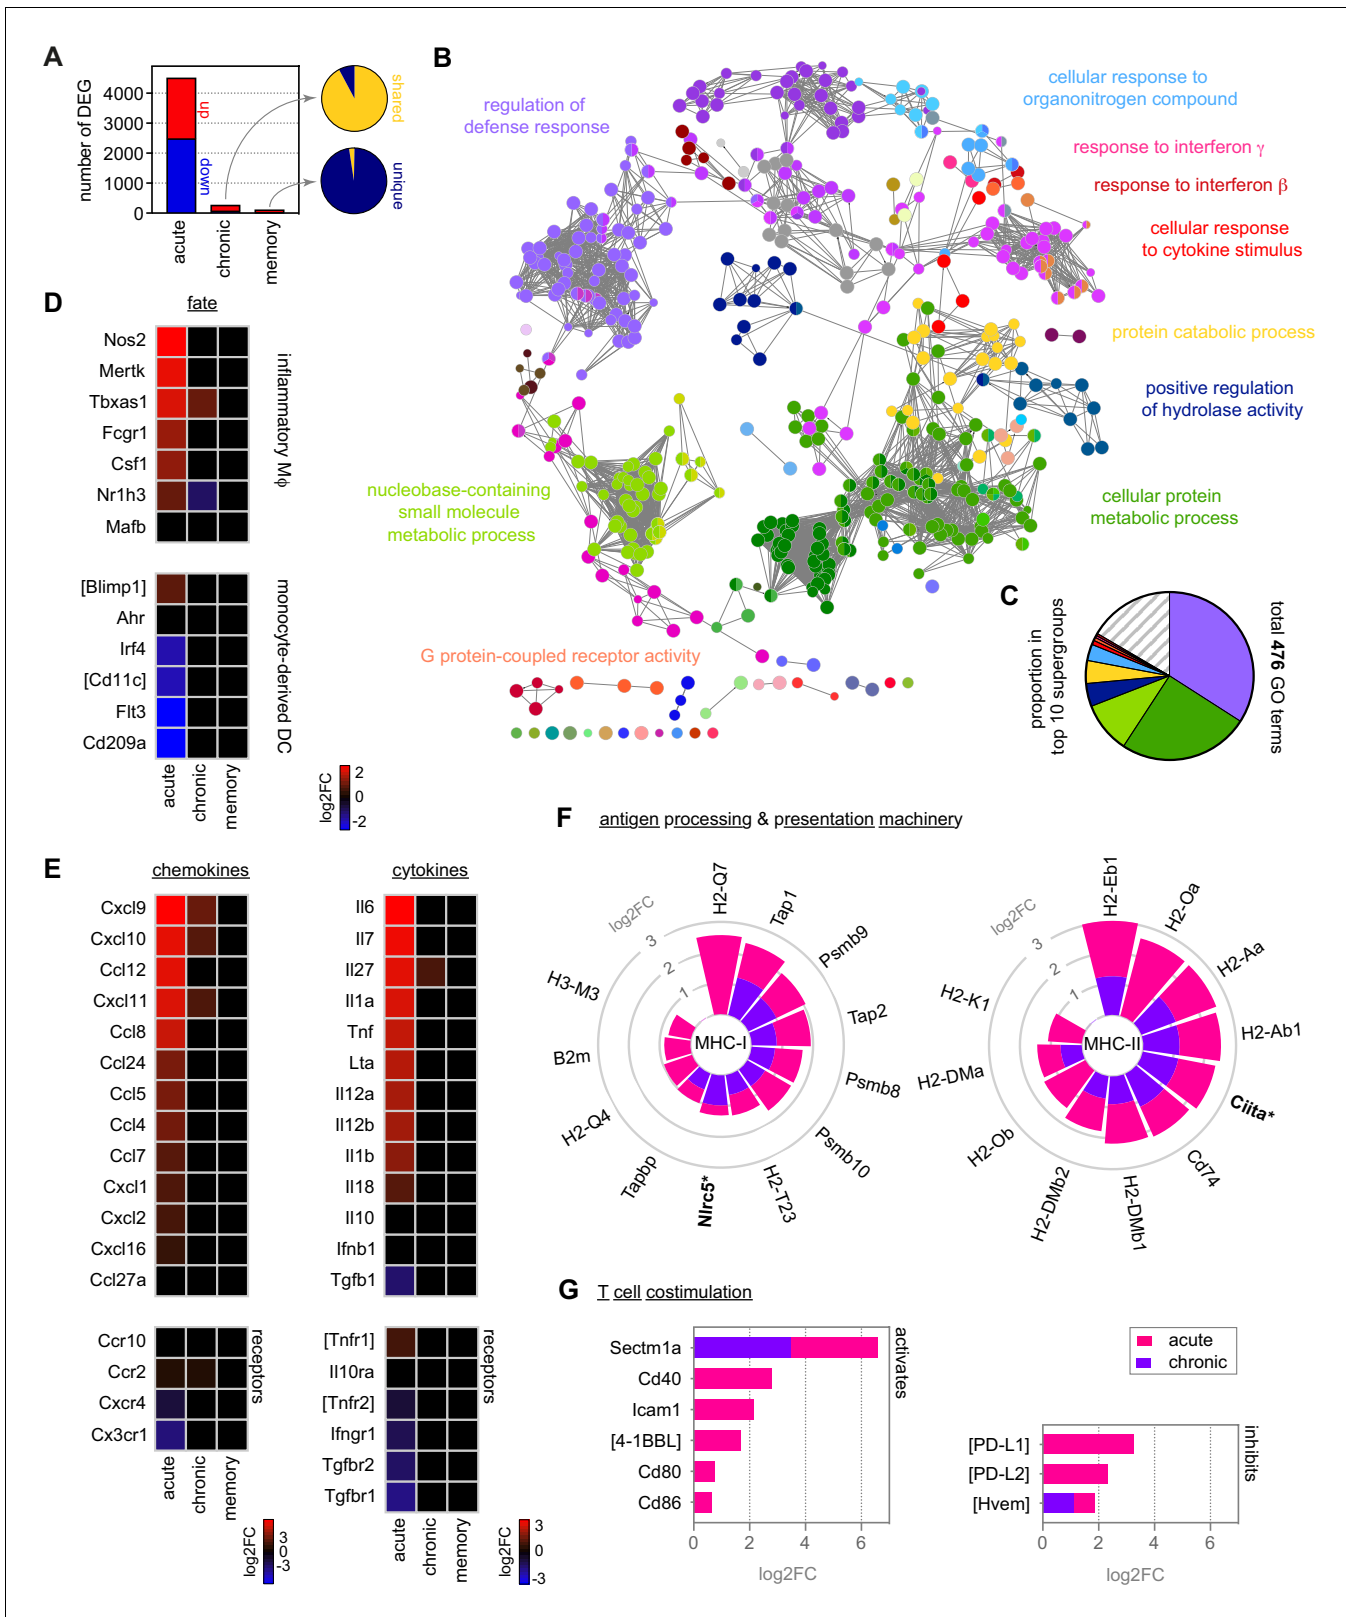 A
number of DEG
4000
3000
2000
1000
0
up
down
acute
chronic
memory
shared
unique
B
regulation of
defense response
cellular response to
organonitrogen compound
response to interferon γ
response to interferon β
cellular response
to cytokine stimulus
protein catabolic process
positive regulation
of hydrolase activity
cellular protein
metabolic process
nucleobase-containing
small molecule
metabolic process
G protein-coupled receptor activity
C
proportion in
top 10 supergroups
total 476 GO terms
D
fate
Nos2
Mertk
Tbxas1
Fcgr1
Csf1
Nr1h3
Mafb
inflammatory Mϕ
[Blimp1]
Ahr
Irf4
[Cd11c]
Flt3
Cd209a
monocyte-derived DC
acute
chronic
memory
log2FC
2
0
-2
E
chemokines
Cxcl9
Cxcl10
Ccl12
Cxcl11
Ccl8
Ccl24
Ccl5
Ccl4
Ccl7
Cxcl1
Cxcl2
Cxcl16
Ccl27a
Ccr10
Ccr2
Cxcr4
Cx3cr1
receptors
acute
chronic
memory
log2FC
3
0
-3
cytokines
Il6
Il7
Il27
Il1a
Tnf
Lta
Il12a
Il12b
Il1b
Il18
Il10
Ifnb1
Tgfb1
[Tnfr1]
Il10ra
[Tnfr2]
Ifngr1
Tgfbr2
Tgfbr1
receptors
acute
chronic
memory
log2FC
3
0
-3
F
antigen processing & presentation machinery
log2FC
3
2
1
MHC-I
H2-Q7
Tap1
Psmb9
Tap2
Psmb8
Psmb10
H2-T23
Nlrc5*
Tapbp
H2-Q4
B2m
H3-M3
log2FC
3
2
1
MHC-II
H2-Eb1
H2-Oa
H2-Aa
H2-Ab1
Ciita*
Cd74
H2-DMb1
H2-DMb2
H2-Ob
H2-DMa
H2-K1
G
T cell costimulation
Sectm1a
Cd40
Icam1
[4-1BBL]
Cd80
Cd86
activates
0
2
4
6
log2FC
acute
chronic
[PD-L1]
[PD-L2]
[Hvem]
inhibits
0
2
4
6
log2FC